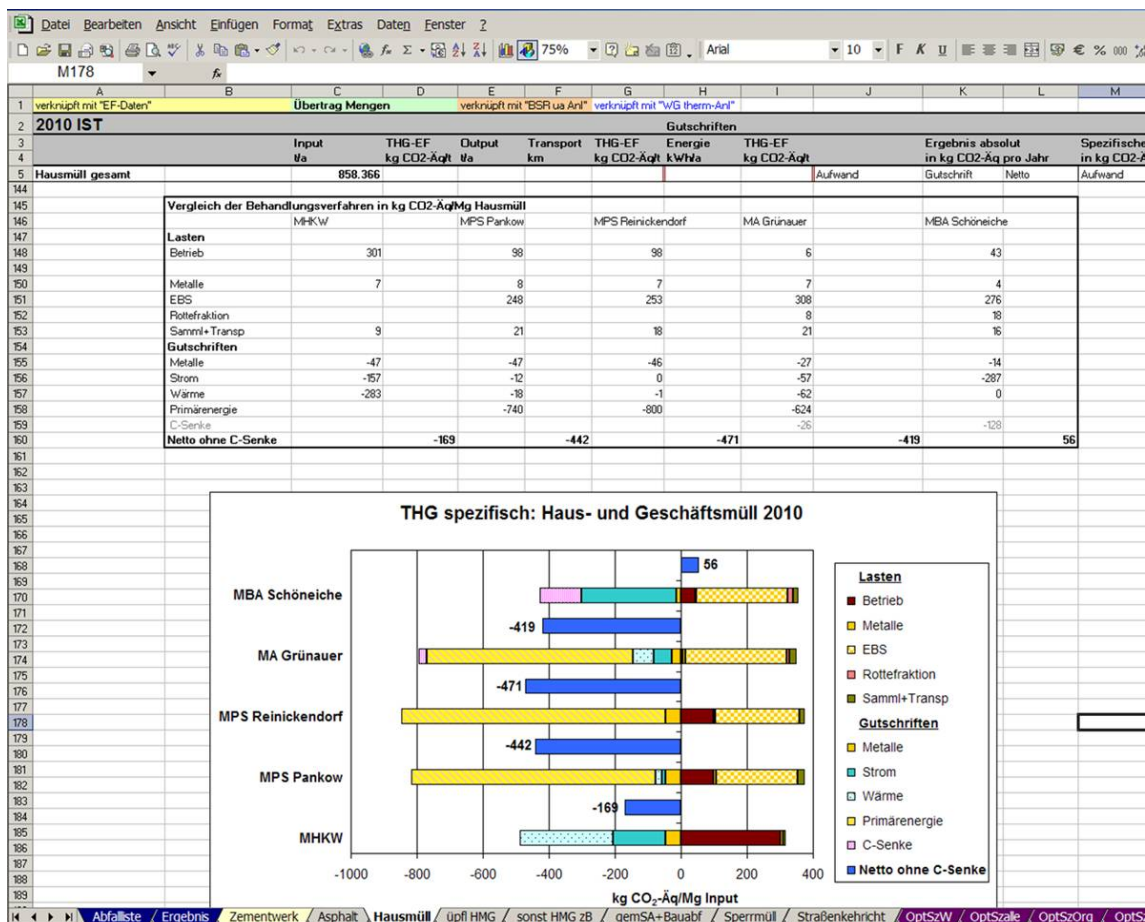 Datei Bearbeiten Ansicht Einfügen Format Extras Daten Fenster ?
75% Arial 10 F K U € % 000
M178 fx
A B C D E F G H I J K L M
1 verknüpft mit "EF-Daten" Übertrag Mengen verknüpft mit "BSR ua Anl" verknüpft mit "WG therm-Anl"
2 2010 IST Gutschriften
3 Input THG-EF Output Transport THG-EF Energie THG-EF Ergebnis absolut Spezifische
4 t/a kg CO2-Äq/t t/a km kg CO2-Äq/t kWh/a kg CO2-Äq/t in kg CO2-Äq pro Jahr in kg CO2-Ä
5 Hausmüll gesamt 858.366 Aufwand Gutschrift Netto Aufwand
144
145 Vergleich der Behandlungsverfahren in kg CO2-Äq/Mg Hausmüll
146 MHKW MPS Pankow MPS Reinickendorf MA Grünauer MBA Schöneiche
147 Lasten
148 Betrieb 301 98 98 6 43
149
150 Metalle 7 8 7 7 4
151 EBS 248 253 308 276
152 Rottefraktion 8 18
153 Samml+Transp 9 21 18 21 16
154 Gutschriften
155 Metalle -47 -47 -46 -27 -14
156 Strom -157 -12 0 -57 -287
157 Wärme -283 -18 -1 -62 0
158 Primärenergie -740 -800 -624
159 C-Senke -26 -128
160 Netto ohne C-Senke -169 -442 -471 -419 56
161
162
163
164
165
166
167
168
169
170
171
172
173
174
175
176
177
178
179
180
181
182
183
184
185
186
187
188
189
THG spezifisch: Haus- und Geschäftsmüll 2010
56
MBA Schöneiche
-419
MA Grünauer
-471
MPS Reinickendorf
-442
MPS Pankow
-169
MHKW
-1000 -800 -600 -400 -200 0 200 400
kg CO2-Äq/Mg Input
Lasten
Betrieb
Metalle
EBS
Rottefraktion
Samml+Transp
Gutschriften
Metalle
Strom
Wärme
Primärenergie
C-Senke
Netto ohne C-Senke
Abfalliste Ergebnis Zementwerk Asphalt Hausmüll üpfl HMG sonst HMG zB gemSA+Bauabf Sperrmüll Straßenkehricht OptSzW OptSzale OptSzOrg OptS